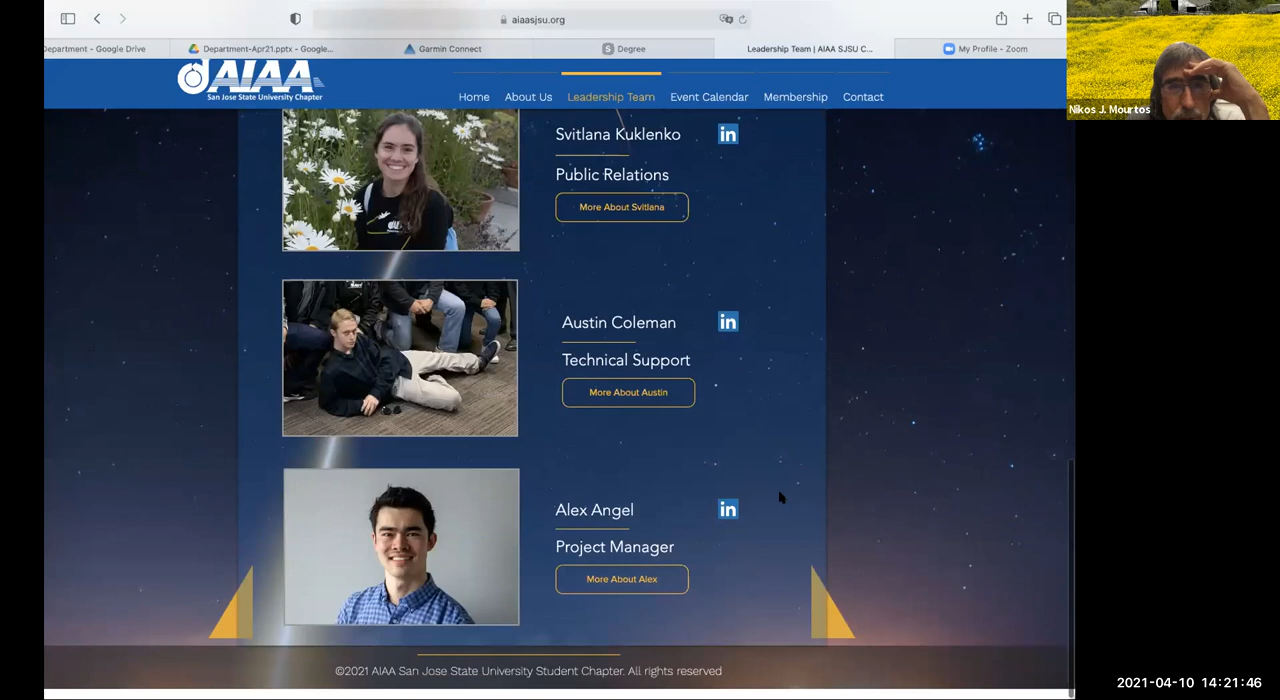 aiaasjsu.org
Department - Google Drive
Department-Apr21.pptx - Google...
Garmin Connect
S Degree
Leadership Team | AIAA SJSU C...
My Profile - Zoom
AIAA
San Jose State University Chapter
Home
About Us
Leadership Team
Event Calendar
Membership
Contact
Nikos J. Mourtos
Svitlana Kuklenko
in
Public Relations
More About Svitlana
Austin Coleman
in
Technical Support
More About Austin
Alex Angel
in
Project Manager
More About Alex
©2021 AIAA San Jose State University Student Chapter. All rights reserved
2021-04-10 14:21:46